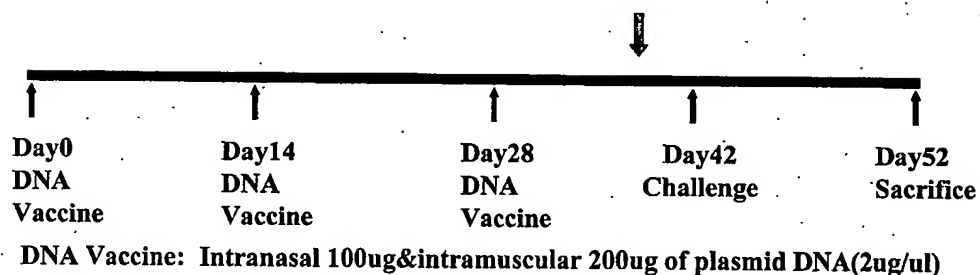 Day0 Day14 Day28 Day42 Day52
DNA DNA DNA Challenge Sacrifice
Vaccine Vaccine Vaccine
DNA Vaccine: Intranasal 100ug&intramuscular 200ug of plasmid DNA(2ug/ul)